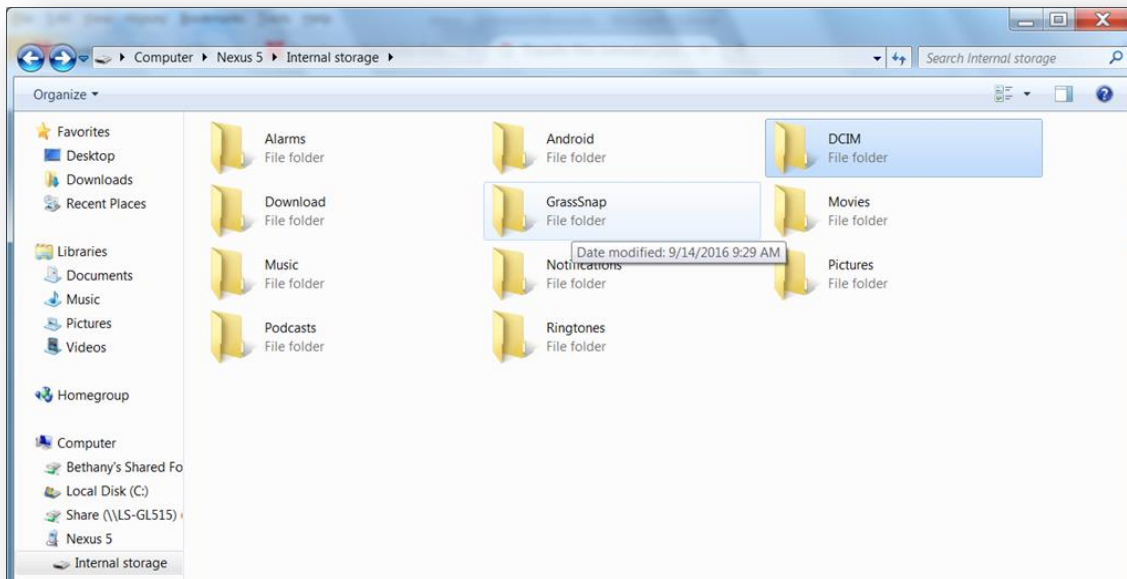 Computer Nexus 5 Internal storage
Search Internal storage
Organize
Favorites
Desktop
Downloads
Recent Places
Libraries
Documents
Music
Pictures
Videos
Homegroup
Computer
Bethany's Shared Fo
Local Disk (C:)
Share (\\LS-GL515)
Nexus 5
Internal storage
Alarms
File folder
Android
File folder
DCIM
File folder
Download
File folder
GrassSnap
File folder
Date modified: 9/14/2016 9:29 AM
Movies
File folder
Music
File folder
Notifications
File folder
Pictures
File folder
Podcasts
File folder
Ringtones
File folder